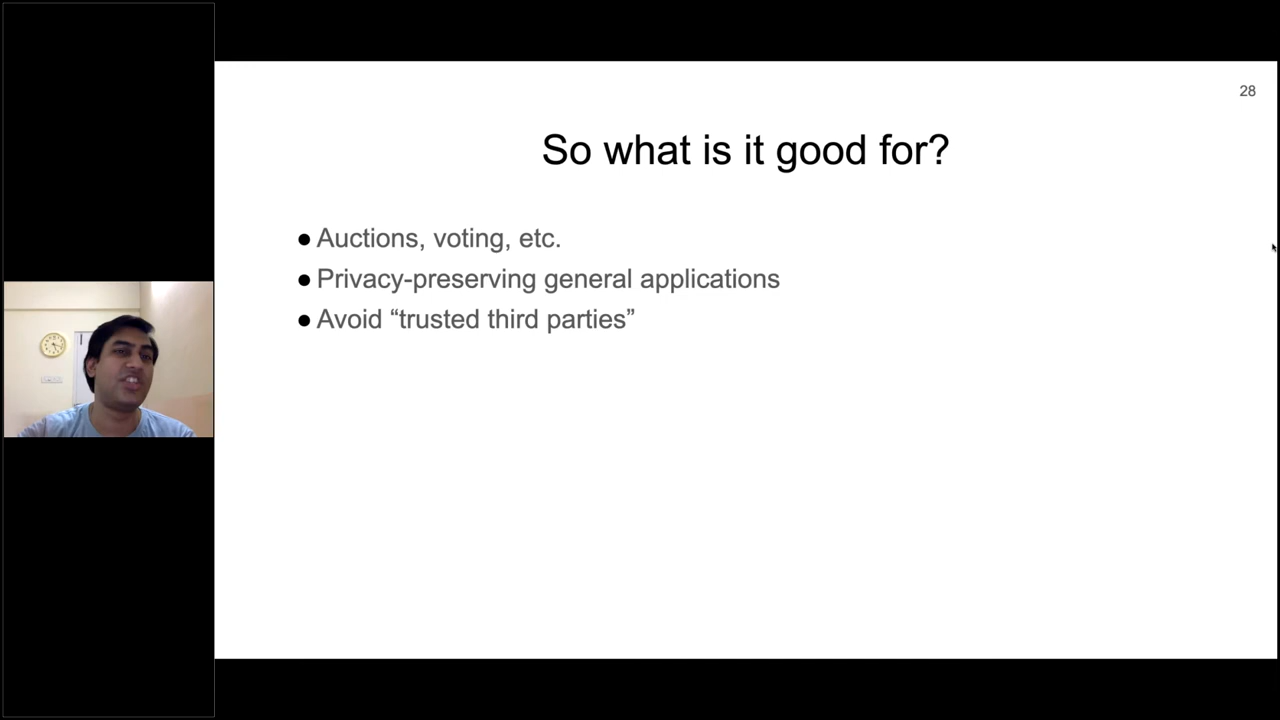 28
So what is it good for?
● Auctions, voting, etc.
● Privacy-preserving general applications
● Avoid “trusted third parties”